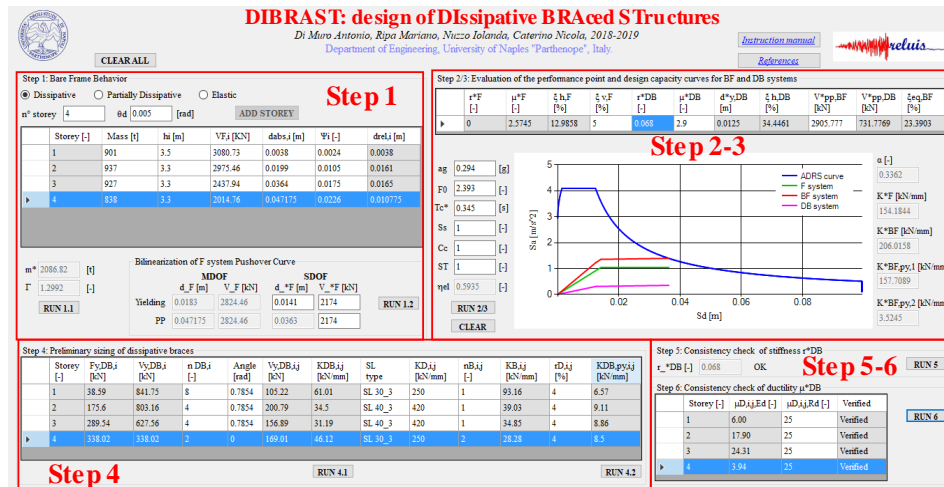 DIBRAST: design of DIssipative BRAced STructures
Di Muro Antonio, Ripa Mariano, Nuzzo Iolanda, Caterino Nicola, 2018-2019
Department of Engineering, University of Naples "Parthenope", Italy.
Instruction manual
References
reluis
CLEAR ALL
Step 1: Bare Frame Behavior
Dissipative Partially Dissipative Elastic
Step 1
n° storey 4 θd 0.005 [rad] ADD STOREY
Storey [-] Mass [t] hi [m] VF,i [KN] dabs,i [m] Ψi [-] drel,i [m]
1 901 3.5 3080.73 0.0038 0.0024 0.0038
2 937 3.3 2975.46 0.0199 0.0105 0.0161
3 927 3.3 2437.94 0.0364 0.0175 0.0165
4 838 3.3 2014.76 0.047175 0.0226 0.010775
m* 2086.82 [t]
Γ 1.2992 [-]
RUN 1.1
Bilinearization of F system Pushover Curve
MDOF SDOF
d_F [m] V_F [kN] d_*F [m] V_*F [kN]
Yielding 0.0183 2824.46 0.0141 2174
PP 0.047175 2824.46 0.0363 2174
RUN 1.2
Step 2/3: Evaluation of the performance point and design capacity curves for BF and DB systems
r*F [-] μ*F [-] ξ h,F [%] ξ v,F [%] r*DB [-] μ*DB [-] d*y,DB [m] ξ h,DB [%] V*pp,BF [kN] V*pp,DB [kN] ξeq,BF [%]
0 2.5745 12.9858 5 0.068 2.9 0.0125 34.4461 2905.777 731.7769 23.3903
Step 2-3
ag 0.294 [g]
F0 2.393 [-]
Tc* 0.345 [s]
Ss 1 [-]
Cc 1 [-]
ST 1 [-]
ηel 0.5935 [-]
RUN 2/3
CLEAR
Sa [m/s^2]
5
4
3
2
1
0
0.02 0.04 0.06 0.08 0.1
Sd [m]
ADRS curve
F system
BF system
DB system
α [-]
0.3362
K*F [kN/mm]
154.1844
K*BF [kN/mm]
206.0158
K*BF,py,1 [kN/mm]
157.7089
K*BF,py,2 [kN/mm]
3.5245
Step 4: Preliminary sizing of dissipative braces
Storey [-] Fy,DB,i [kN] Vy,DB,i [kN] n DB,i [-] Angle [rad] Vy,DB,ij [kN] KDB,ij [kN/mm] SL type KD,ij [kN/mm] nB,ij [-] KB,ij [kN/mm] rD,ij [%] KDB,py,ij [kN/mm]
1 38.59 841.75 8 0.7854 105.22 61.01 SL 30_3 250 1 93.16 4 6.57
2 175.6 803.16 4 0.7854 200.79 34.5 SL 40_3 420 1 39.03 4 9.11
3 289.54 627.56 4 0.7854 156.89 31.19 SL 40_3 420 1 34.85 4 8.86
4 338.02 338.02 2 0 169.01 46.12 SL 30_3 250 2 28.28 4 8.5
Step 4
RUN 4.1
RUN 4.2
Step 5: Consistency check of stiffness r*DB
r_*DB [-] 0.068 OK
RUN 5
Step 5-6
Step 6: Consistency check of ductility μ*DB
Storey [-] μD,i,j,Ed [-] μD,i,j,Rd [-] Verified
1 6.00 25 Verified
2 17.90 25 Verified
3 24.31 25 Verified
4 3.94 25 Verified
RUN 6